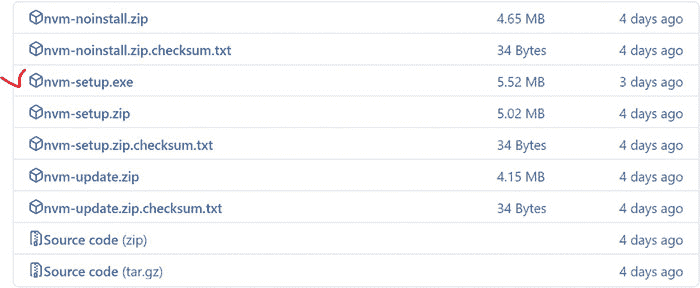 nvm-noinstall.zip 4.65 MB 4 days ago
nvm-noinstall.zip.checksum.txt 34 Bytes 4 days ago
nvm-setup.exe 5.52 MB 3 days ago
nvm-setup.zip 5.02 MB 4 days ago
nvm-setup.zip.checksum.txt 34 Bytes 4 days ago
nvm-update.zip 4.15 MB 4 days ago
nvm-update.zip.checksum.txt 34 Bytes 4 days ago
Source code (zip) 4 days ago
Source code (tar.gz) 4 days ago